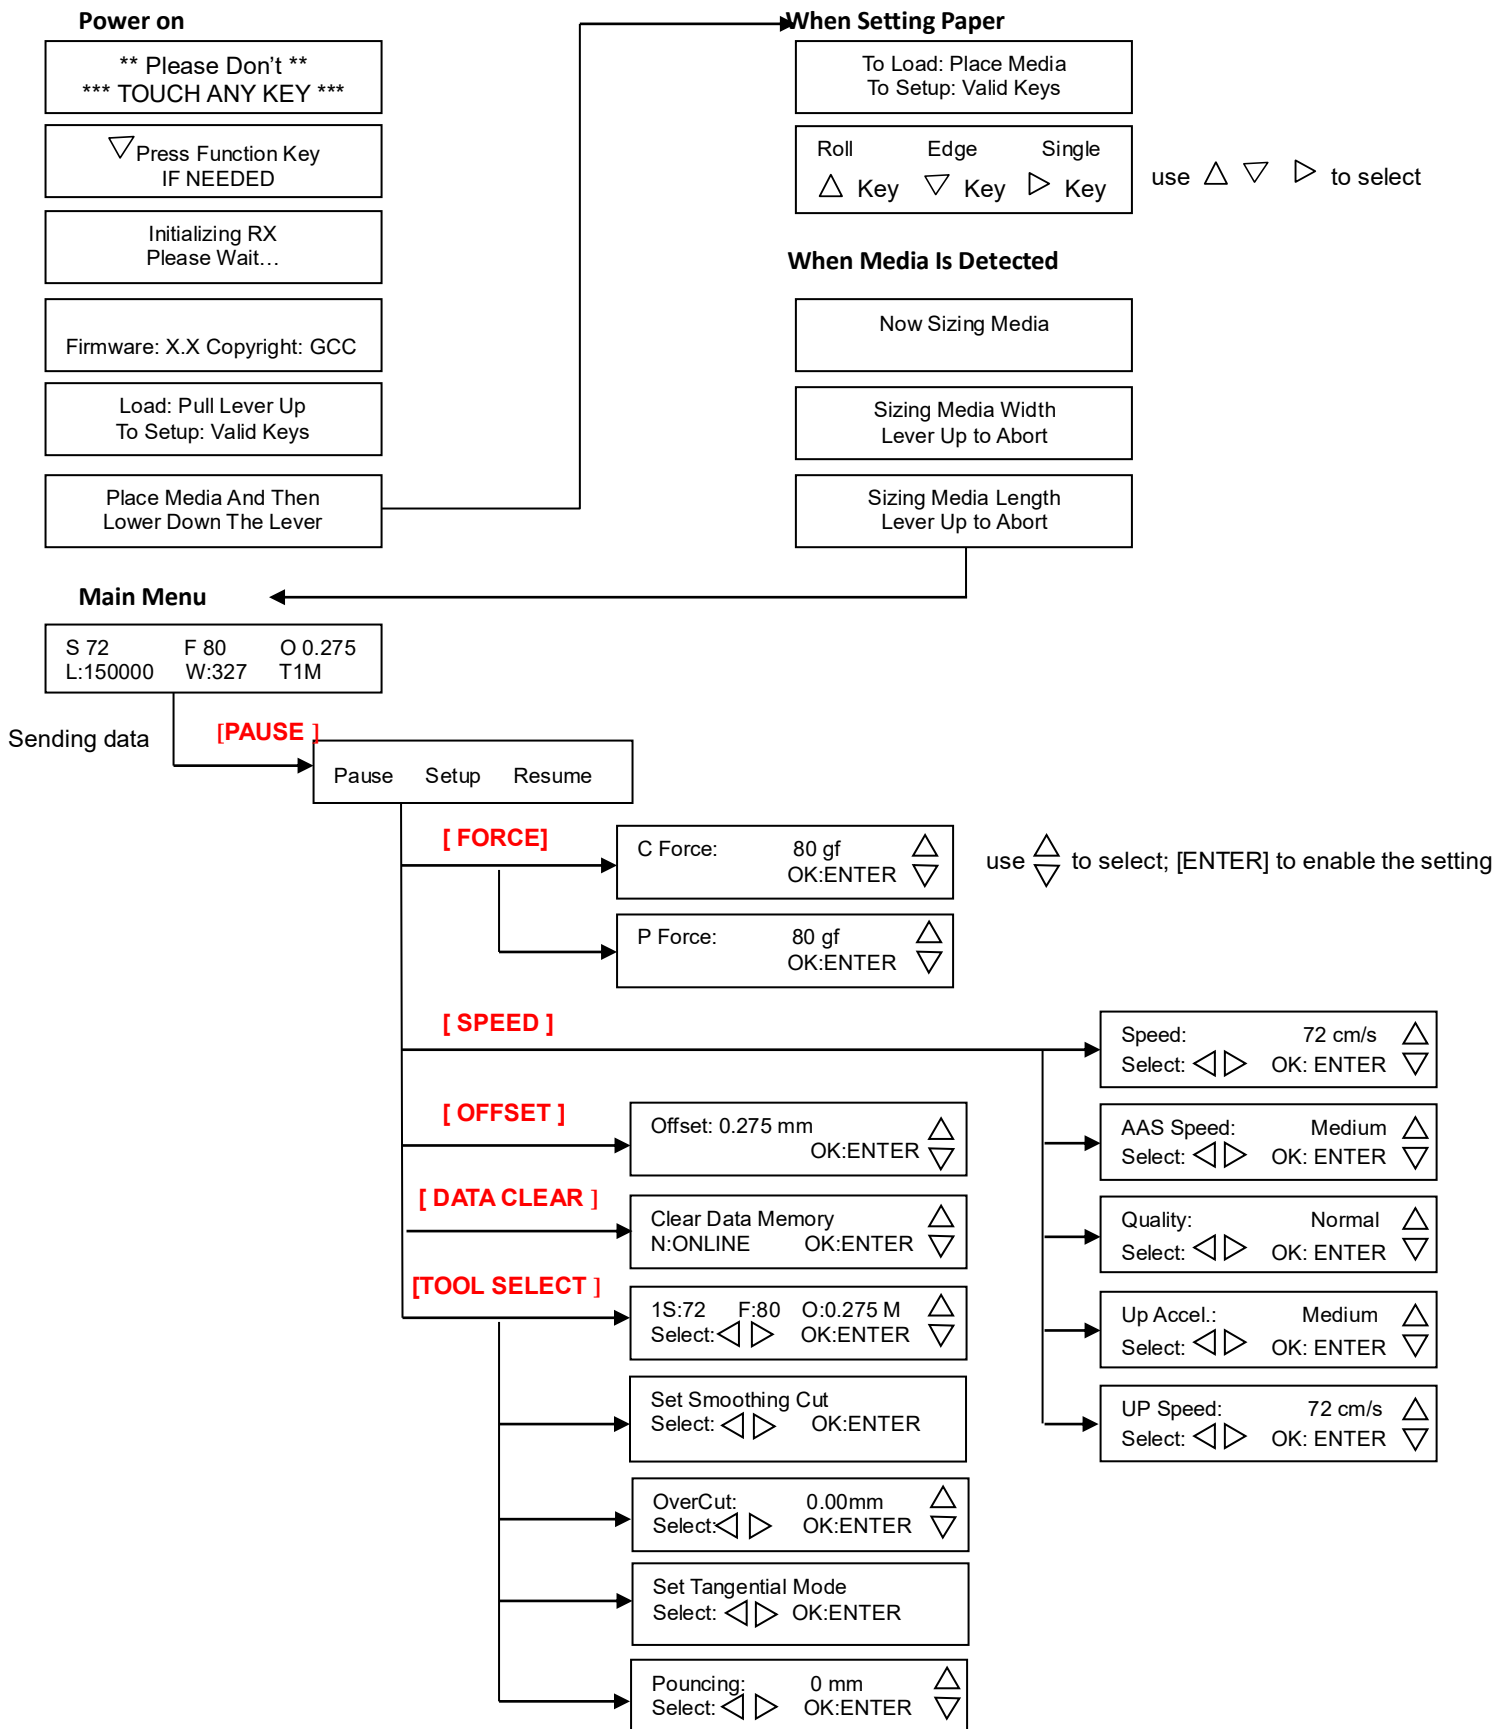 Power on
** Please Don’t **
*** TOUCH ANY KEY ***
Press Function Key
IF NEEDED
Initializing RX
Please Wait…
Firmware: X.X Copyright: GCC
Load: Pull Lever Up
To Setup: Valid Keys
Place Media And Then
Lower Down The Lever
When Setting Paper
To Load: Place Media
To Setup: Valid Keys
Roll Edge Single
△ Key ▽ Key ▷ Key
use △ ▽ ▷ to select
When Media Is Detected
Now Sizing Media
Sizing Media Width
Lever Up to Abort
Sizing Media Length
Lever Up to Abort
Main Menu
S 72 F 80 O 0.275
L:150000 W:327 T1M
Sending data
[PAUSE ]
Pause Setup Resume
[ FORCE]
C Force: 80 gf △
OK:ENTER ▽
use △ ▽ to select; [ENTER] to enable the setting
P Force: 80 gf △
OK:ENTER ▽
[ SPEED ]
Speed: 72 cm/s △
Select: ◁ ▷ OK: ENTER ▽
AAS Speed: Medium △
Select: ◁ ▷ OK: ENTER ▽
Quality: Normal △
Select: ◁ ▷ OK: ENTER ▽
Up Accel.: Medium △
Select: ◁ ▷ OK: ENTER ▽
UP Speed: 72 cm/s △
Select: ◁ ▷ OK: ENTER ▽
[ OFFSET ]
Offset: 0.275 mm △
OK:ENTER ▽
[ DATA CLEAR ]
Clear Data Memory △
N:ONLINE OK:ENTER ▽
[TOOL SELECT ]
1S:72 F:80 O:0.275 M △
Select: ◁ ▷ OK:ENTER ▽
Set Smoothing Cut
Select: ◁ ▷ OK:ENTER
OverCut: 0.00mm △
Select: ◁ ▷ OK:ENTER ▽
Set Tangential Mode
Select: ◁ ▷ OK:ENTER
Pouncing: 0 mm △
Select: ◁ ▷ OK:ENTER ▽